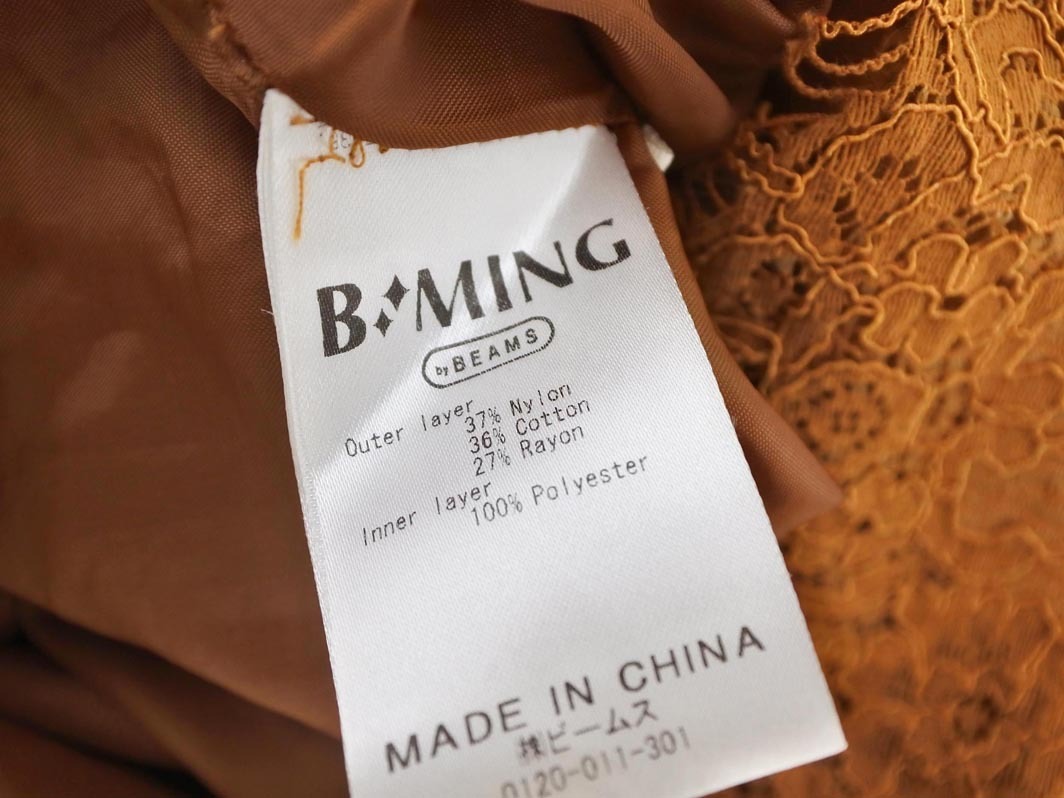 B MING
by BEAMS
Outer layer
37% Nylon
36% Cotton
27% Rayon
Inner layer
100% Polyester
MADE IN CHINA
㈱ビームス
0120-011-301